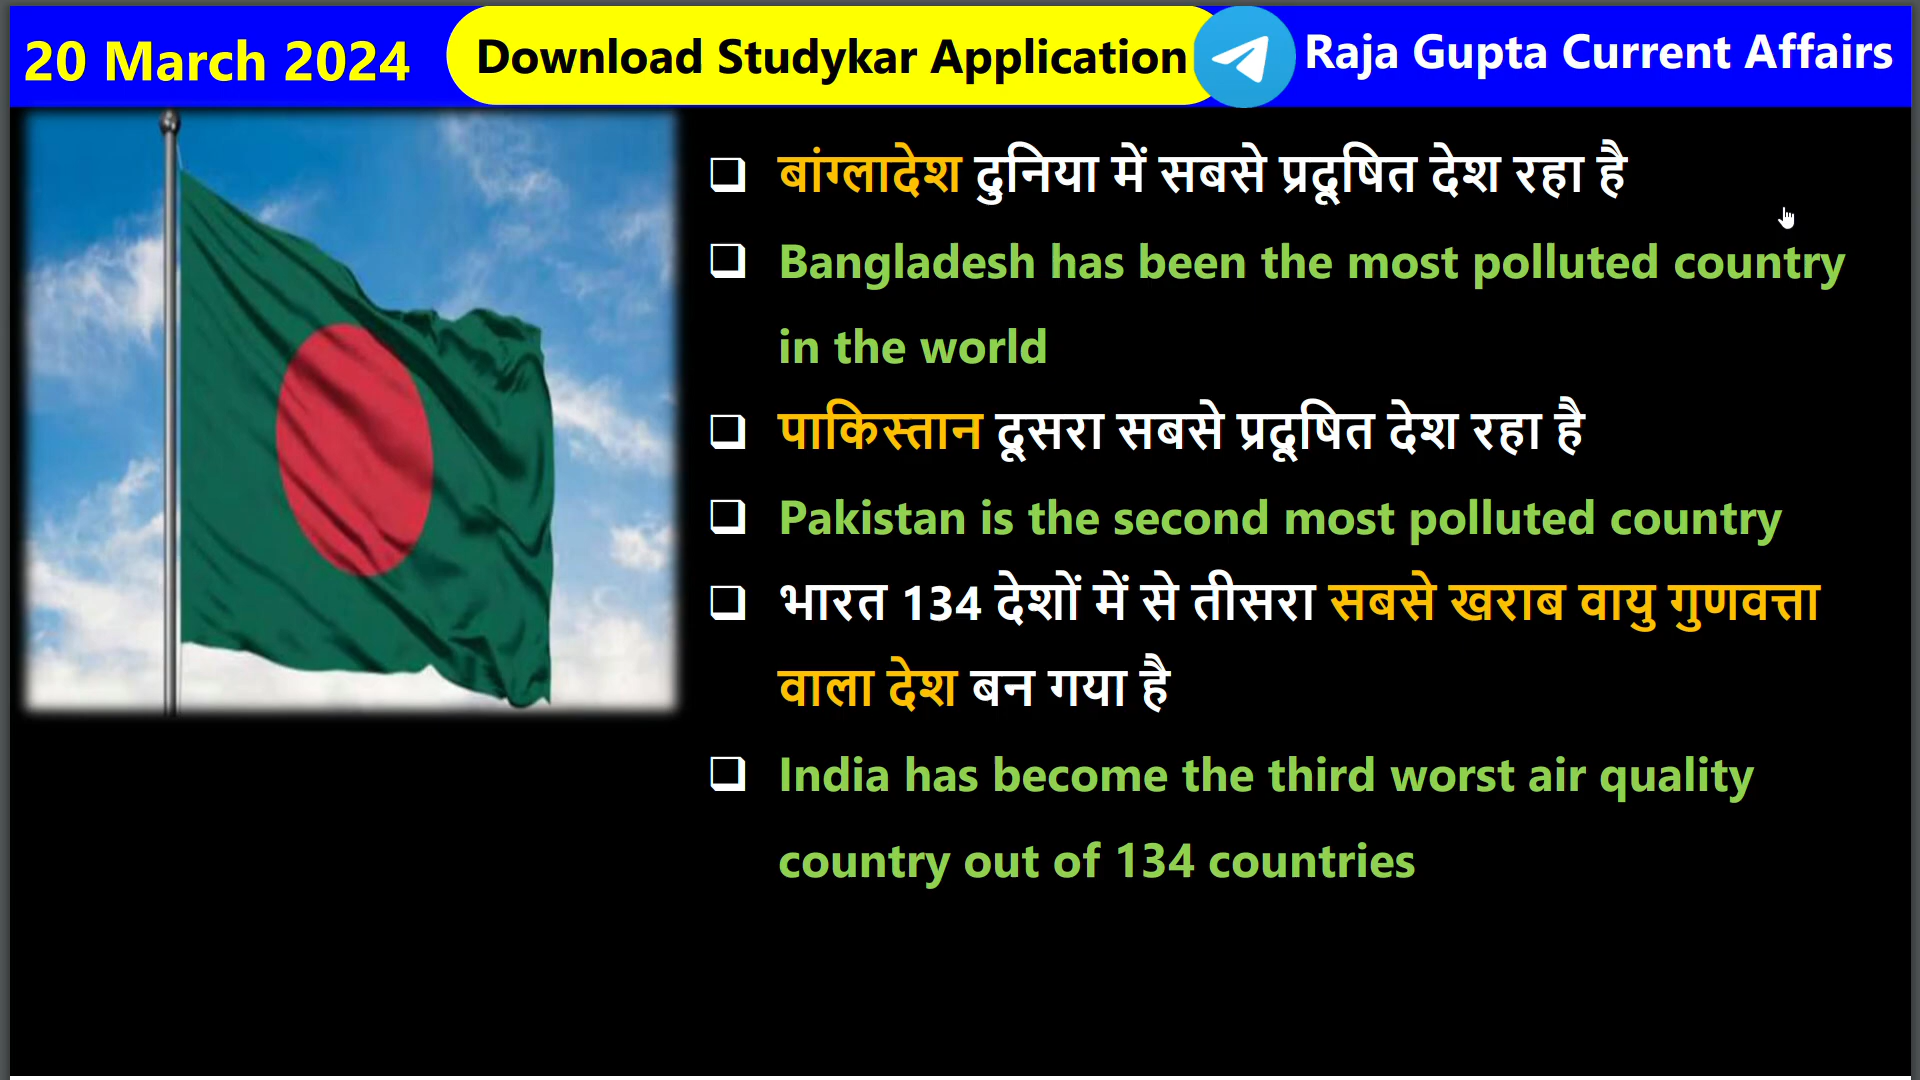 20 March 2024
Download Studykar Application
Raja Gupta Current Affairs
बांग्लादेश दुनिया में सबसे प्रदूषित देश रहा है
Bangladesh has been the most polluted country
in the world
पाकिस्तान दूसरा सबसे प्रदूषित देश रहा है
Pakistan is the second most polluted country
भारत 134 देशों में से तीसरा सबसे खराब वायु गुणवत्ता
वाला देश बन गया है
India has become the third worst air quality
country out of 134 countries